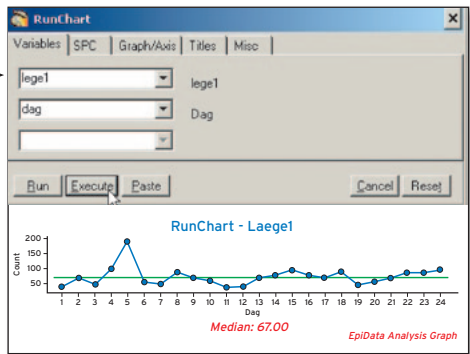 RunChart
Variables SPC Graph/Axis Titles Misc
lege1 lege1
dag Dag
Run Execute Paste Cancel Reset
RunChart - Laege1
200
150
100
50
Count
1 2 3 4 5 6 7 8 9 10 11 12 13 14 15 16 17 18 19 20 21 22 23 24
Dag
Median: 67.00
EpiData Analysis Graph